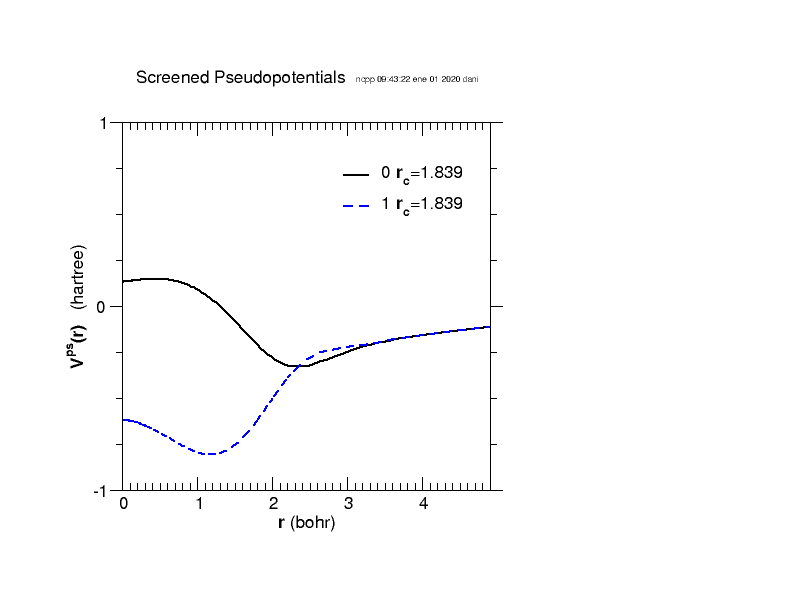 Screened Pseudopotentials ncpp 09:43:22 ene 01 2020 dani
1
0 rc=1.839
1 rc=1.839
0
-1
Vps(r) (hartree)
0 1 2 3 4
r (bohr)